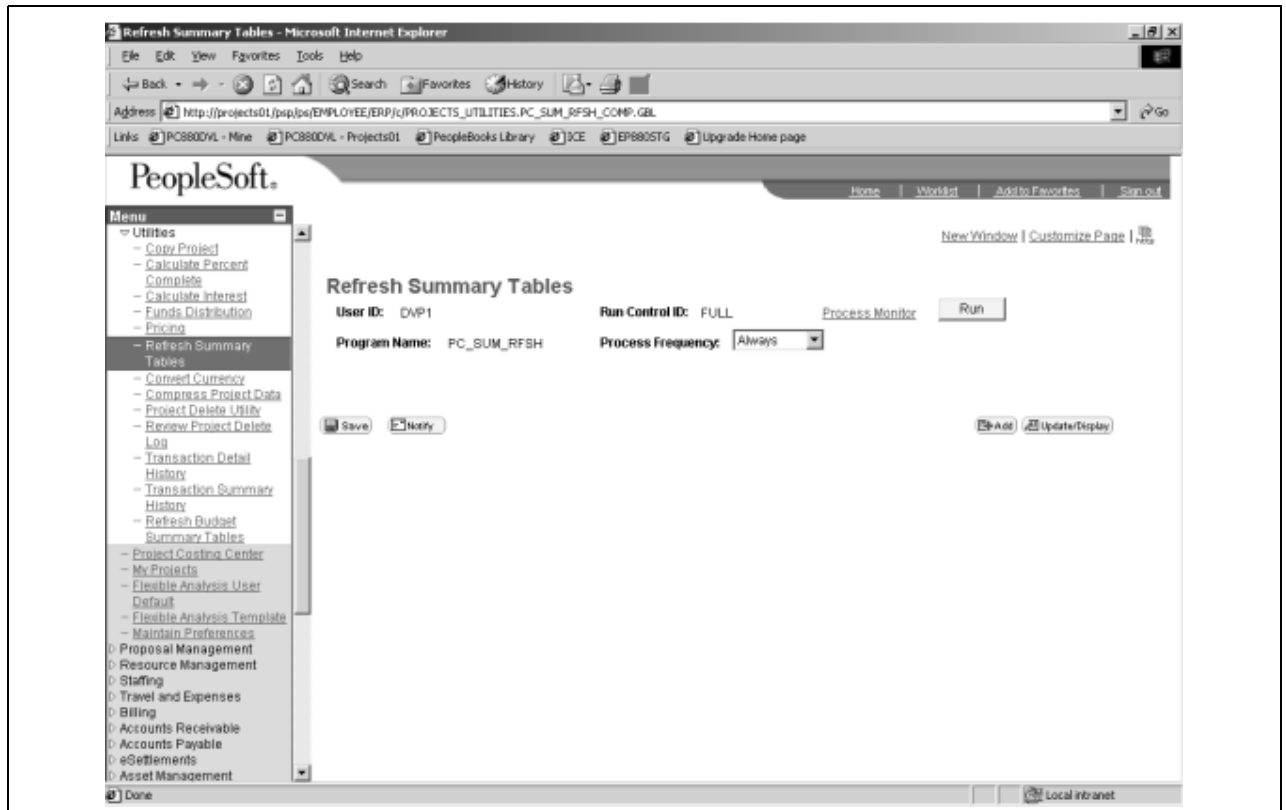 Refresh Summary Tables - Microsoft Internet Explorer
File Edit View Favorites Tools Help
Back Search Favorites History
Address http://projects01/psp/ps/EMPLOYEE/ERP/c/PROJECTS_UTILITIES.PC_SUM_RFSH_COMP.GBL Go
Links PC880DVL - Mine PC880DVL - Projects01 PeopleBooks Library ICE EP880STG Upgrade Home page
PeopleSoft.
Home | Worklist | Add to Favorites | Sign out
Menu
Utilities
– Copy Project
– Calculate Percent
Complete
– Calculate Interest
– Funds Distribution
– Pricing
– Refresh Summary
Tables
– Convert Currency
– Compress Project Data
– Project Delete Utility
– Review Project Delete
Log
– Transaction Detail
History
– Transaction Summary
History
– Refresh Budget
Summary Tables
– Project Costing Center
– My Projects
– Flexible Analysis User
Default
– Flexible Analysis Template
– Maintain Preferences
Proposal Management
Resource Management
Staffing
Travel and Expenses
Billing
Accounts Receivable
Accounts Payable
eSettlements
Asset Management
New Window | Customize Page |
Refresh Summary Tables
User ID: DVP1 Run Control ID: FULL Process Monitor Run
Program Name: PC_SUM_RFSH Process Frequency: Always
Save Notify Add Update/Display
Done Local intranet